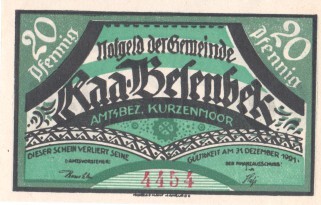 20 Pfennig
20 Pfennig
Notgeld der Gemeinde
Raa-Besenbek
AMTSBEZ. KURZENMOOR
DIESER SCHEIN VERLIERT SEINE GÜLTIGKEIT AM 31 DEZEMBER 1921.
4454